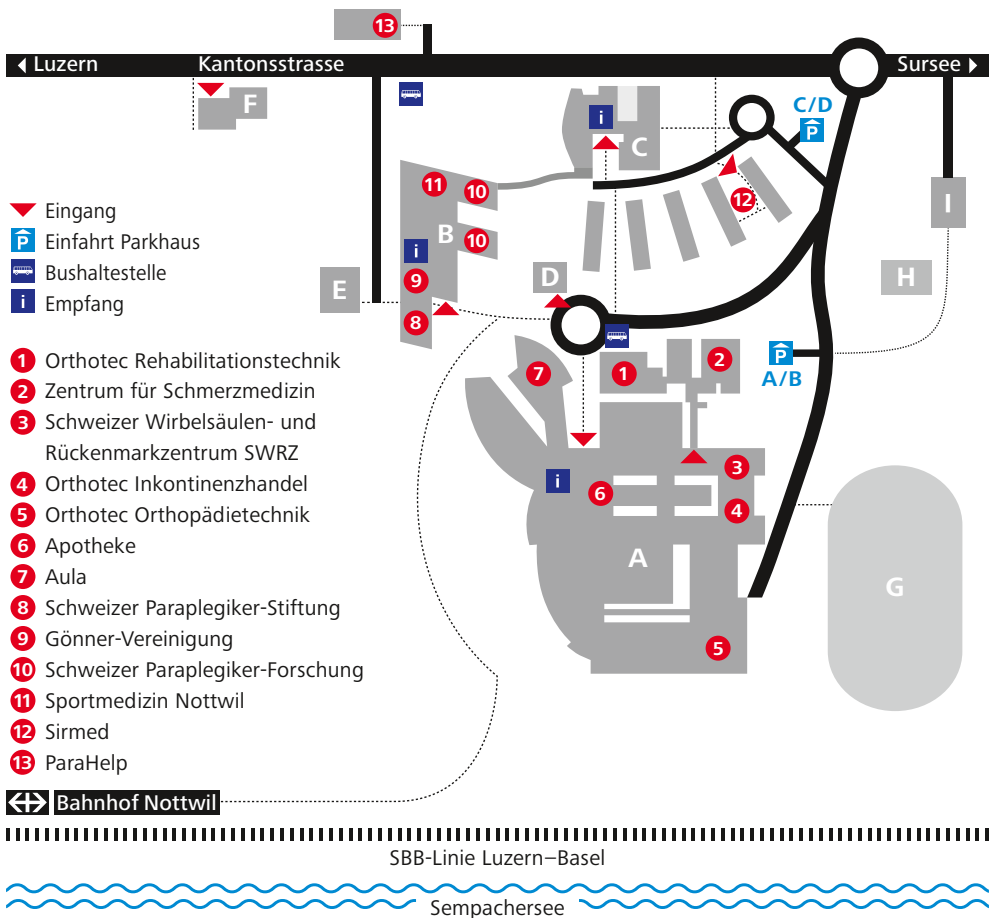 13
Luzern
Kantonsstrasse
Sursee
F
i
C
C/D
P
11
10
12
I
Eingang
P Einfahrt Parkhaus
Bushaltestelle
i Empfang
B
10
i
9
8
E
D
H
1 Orthotec Rehabilitationstechnik
2 Zentrum für Schmerzmedizin
3 Schweizer Wirbelsäulen- und
Rückenmarkzentrum SWRZ
4 Orthotec Inkontinenzhandel
5 Orthotec Orthopädietechnik
6 Apotheke
7 Aula
8 Schweizer Paraplegiker-Stiftung
9 Gönner-Vereinigung
10 Schweizer Paraplegiker-Forschung
11 Sportmedizin Nottwil
12 Sirmed
13 ParaHelp
7
1
2
P
A/B
i
6
3
4
A
G
5
Bahnhof Nottwil
SBB-Linie Luzern–Basel
Sempachersee